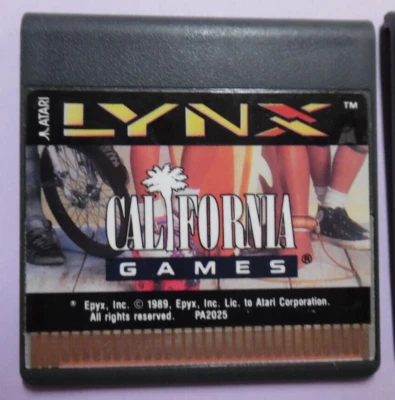 ATARI
LYNX ™
CALIFORNIA
GAMES ®
® Epyx, Inc. © 1989, Epyx, Inc. Lic. to Atari Corporation.
All rights reserved. PA2025